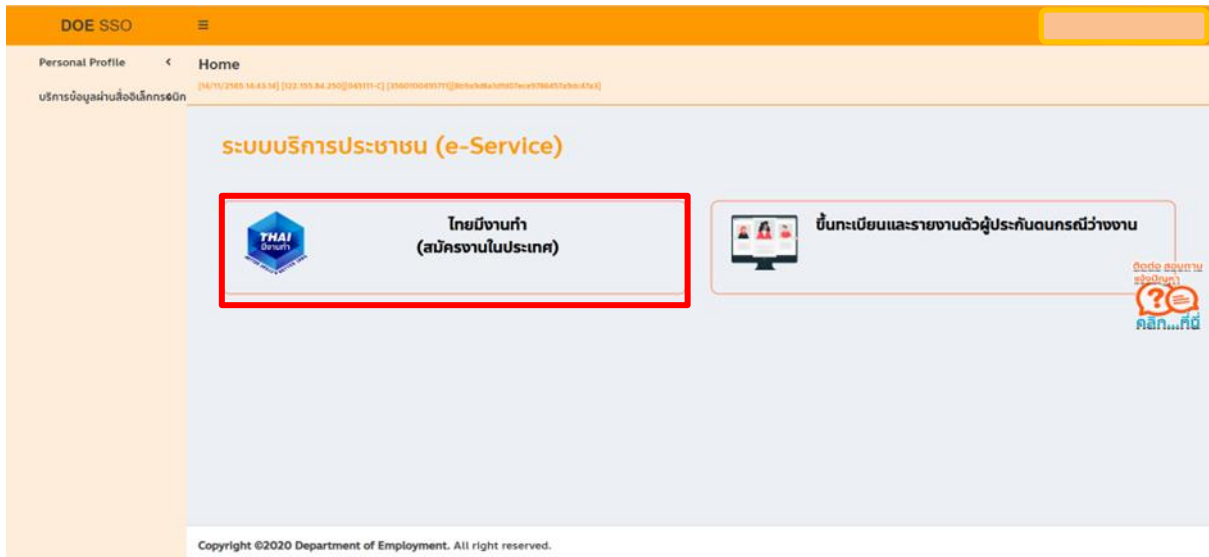 DOE SSO
Personal Profile
Home
บริการข้อมูลผ่านสื่ออิเล็กทรอนิก
ระบบบริการประชาชน (e-Service)
THAI
มีงานทำ
ไทยมีงานทำ
(สมัครงานในประเทศ)
ขึ้นทะเบียนและรายงานตัวผู้ประกันตนกรณีว่างงาน
ติดต่อ สอบถาม
แจ้งปัญหา
คลิก...ที่นี่
Copyright ©2020 Department of Employment. All right reserved.